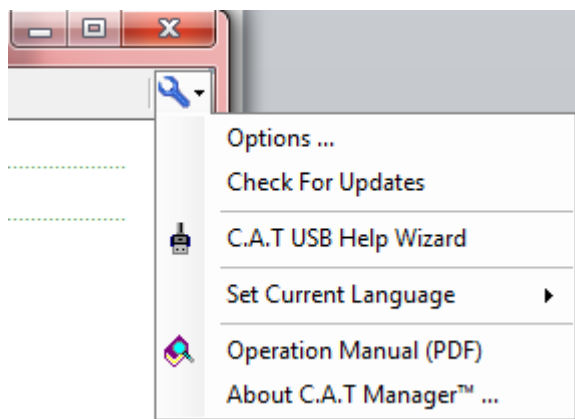 Options ...
Check For Updates
C.A.T USB Help Wizard
Set Current Language
Operation Manual (PDF)
About C.A.T Manager™ ...